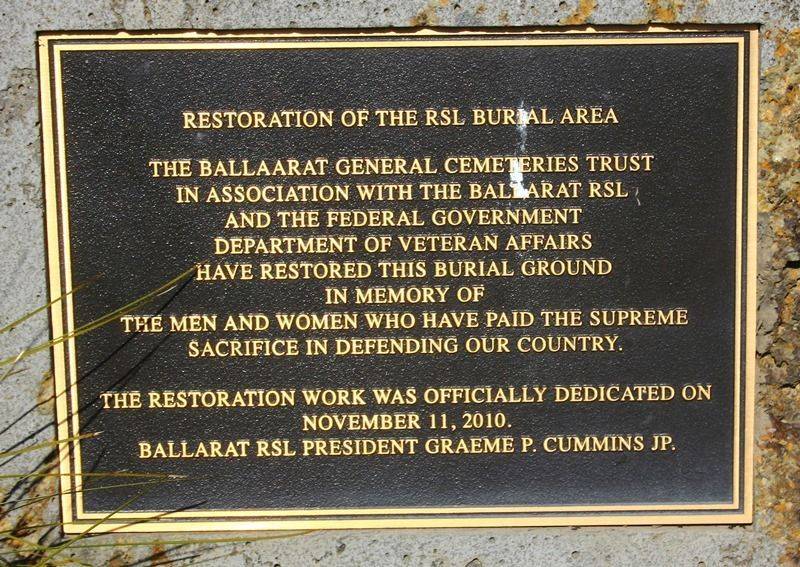 RESTORATION OF THE RSL BURIAL AREA
THE BALLAARAT GENERAL CEMETERIES TRUST
IN ASSOCIATION WITH THE BALLARAT RSL
AND THE FEDERAL GOVERNMENT
DEPARTMENT OF VETERAN AFFAIRS
HAVE RESTORED THIS BURIAL GROUND
IN MEMORY OF
THE MEN AND WOMEN WHO HAVE PAID THE SUPREME
SACRIFICE IN DEFENDING OUR COUNTRY.
THE RESTORATION WORK WAS OFFICIALLY DEDICATED ON
NOVEMBER 11, 2010.
BALLARAT RSL PRESIDENT GRAEME P. CUMMINS JP.